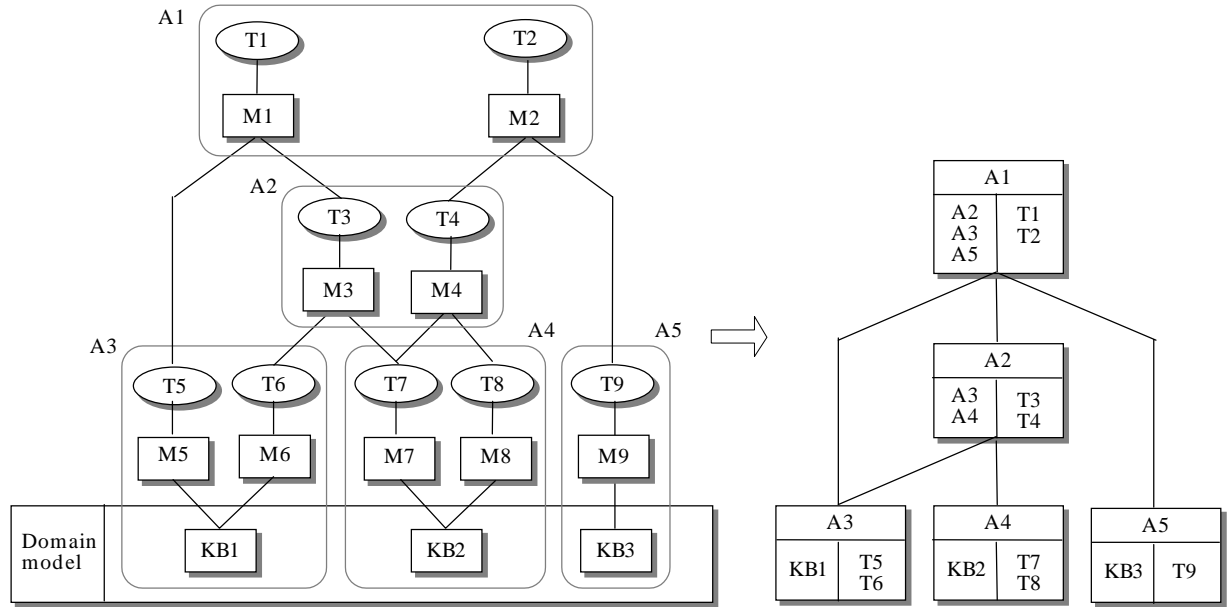 A1
T1
T2
M1
M2
A2
T3
T4
M3
M4
A3
A4
A5
T5
T6
T7
T8
T9
M5
M6
M7
M8
M9
Domain
model
KB1
KB2
KB3
A1
A2
A3
A5
T1
T2
A2
A3
A4
T3
T4
A3
KB1
T5
T6
A4
KB2
T7
T8
A5
KB3
T9